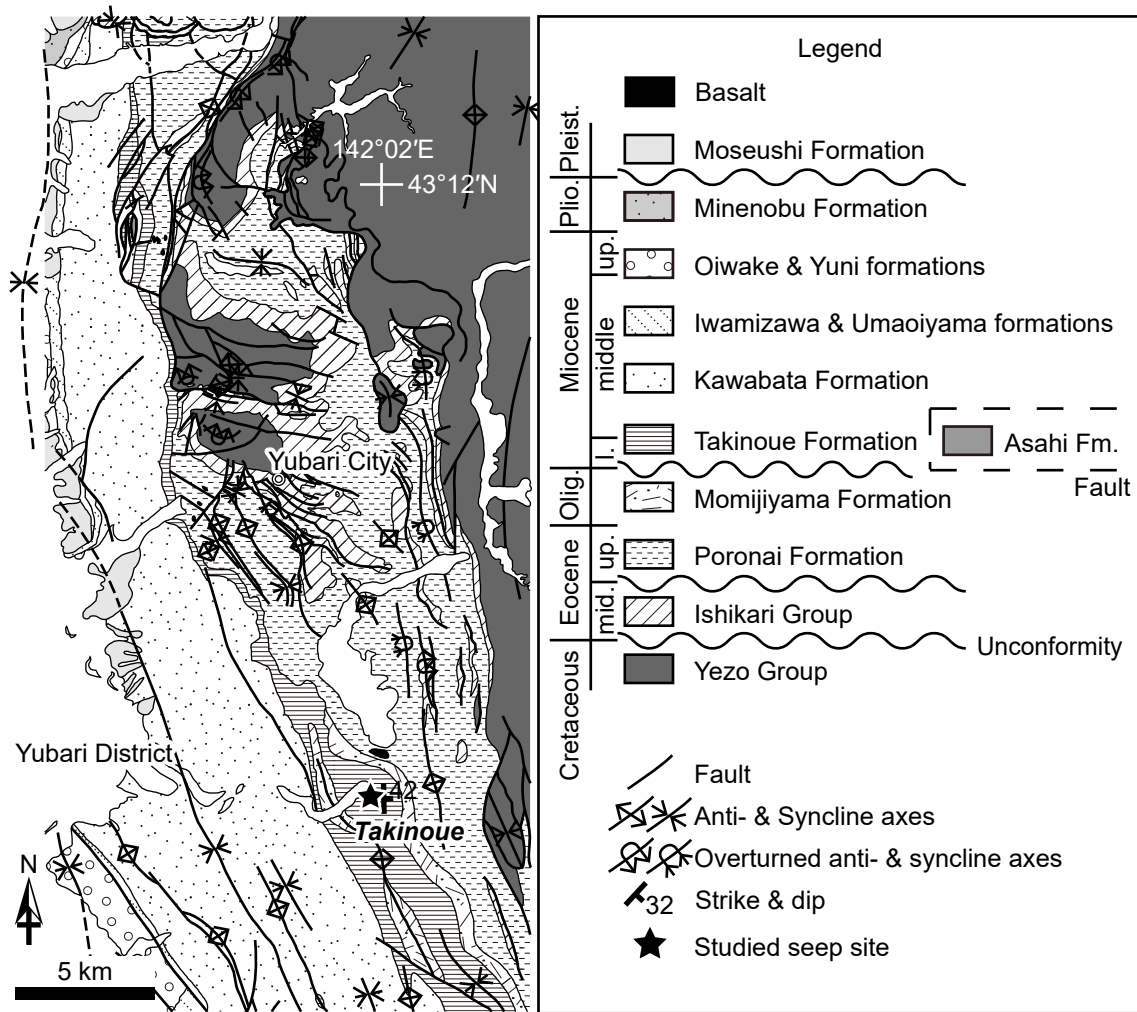 142°02′E
43°12′N
Yubari City
Yubari District
42
Takinoue
N
5 km
Legend
Basalt
Pleist.
Moseushi Formation
Plio.
Minenobu Formation
Miocene
up.
Oiwake & Yuni formations
middle
Iwamizawa & Umaoiyama formations
Kawabata Formation
l.
Takinoue Formation
Asahi Fm.
Fault
Olig.
Momijiyama Formation
Eocene
up.
Poronai Formation
mid.
Ishikari Group
Unconformity
Cretaceous
Yezo Group
Fault
Anti- & Syncline axes
Overturned anti- & syncline axes
32 Strike & dip
Studied seep site